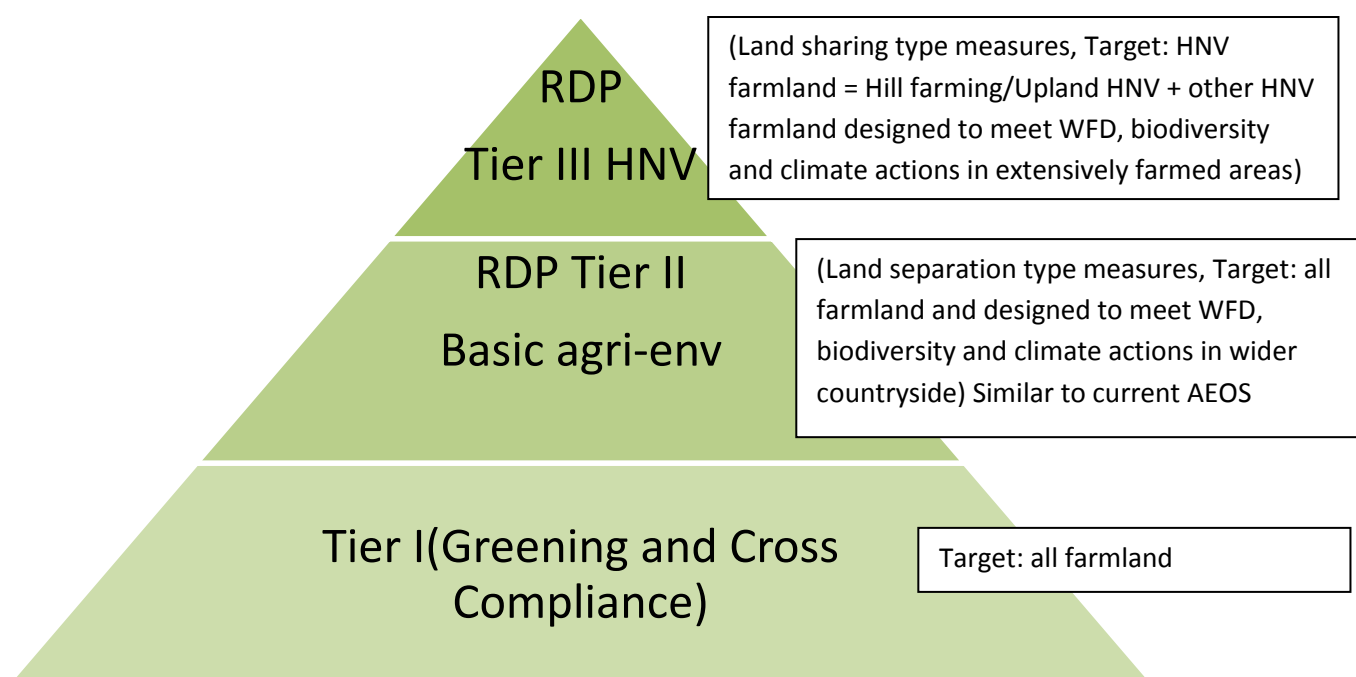 RDP
Tier III HNV
(Land sharing type measures, Target: HNV
farmland = Hill farming/Upland HNV + other HNV
farmland designed to meet WFD, biodiversity
and climate actions in extensively farmed areas)
RDP Tier II
Basic agri-env
(Land separation type measures, Target: all
farmland and designed to meet WFD,
biodiversity and climate actions in wider
countryside) Similar to current AEOS
Tier I(Greening and Cross
Compliance)
Target: all farmland